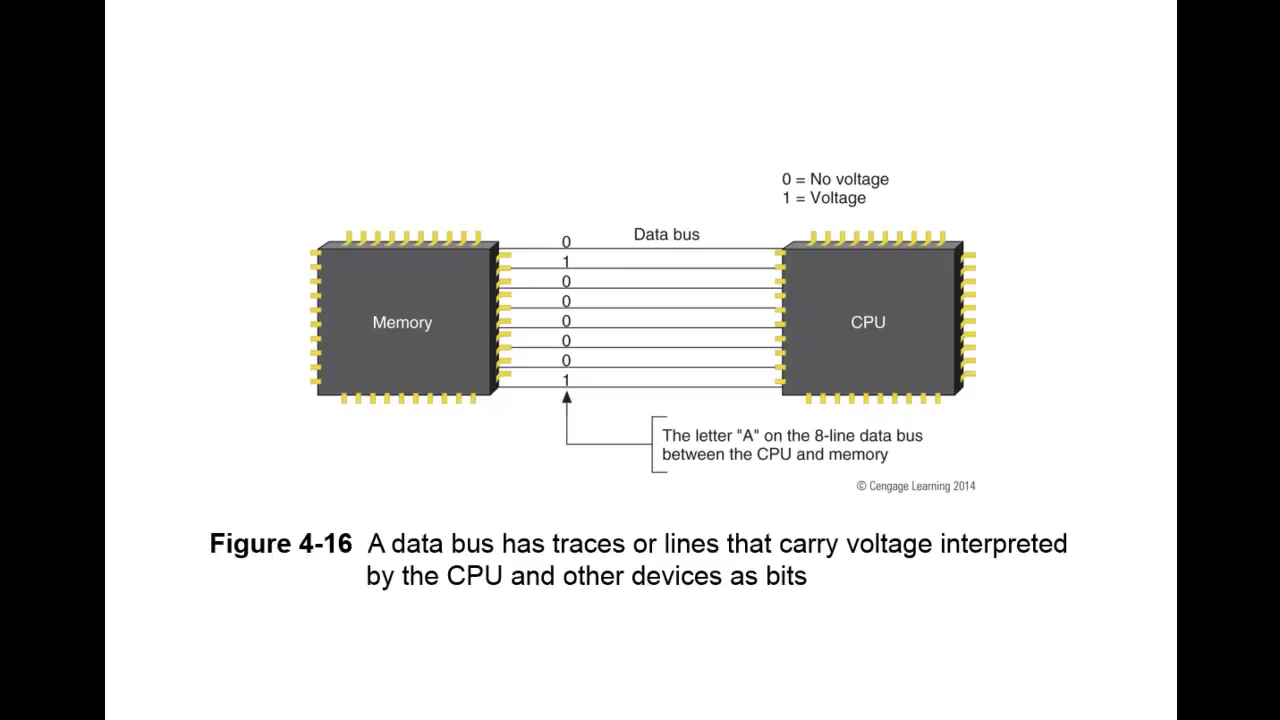 0 = No voltage
1 = Voltage
Data bus
0
1
0
0
0
0
0
1
Memory
CPU
The letter "A" on the 8-line data bus
between the CPU and memory
© Cengage Learning 2014
Figure 4-16 A data bus has traces or lines that carry voltage interpreted
by the CPU and other devices as bits